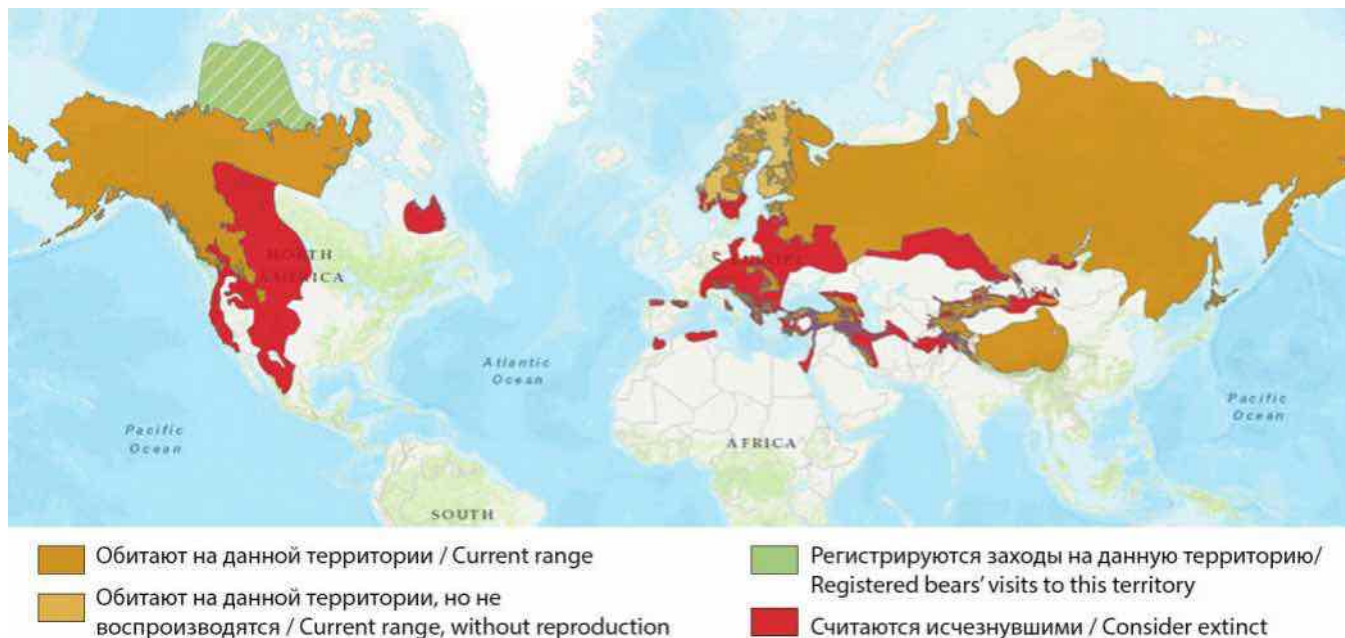 NORTH
AMERICA
EUROPE
ASIA
Atlantic
Ocean
Pacific
Ocean
Pacific
Ocean
AFRICA
SOUTH
Обитают на данной территории / Current range
Обитают на данной территории, но не
воспроизводятся / Current range, without reproduction
Регистрируются заходы на данную территорию/
Registered bears’ visits to this territory
Считаются исчезнувшими / Consider extinct